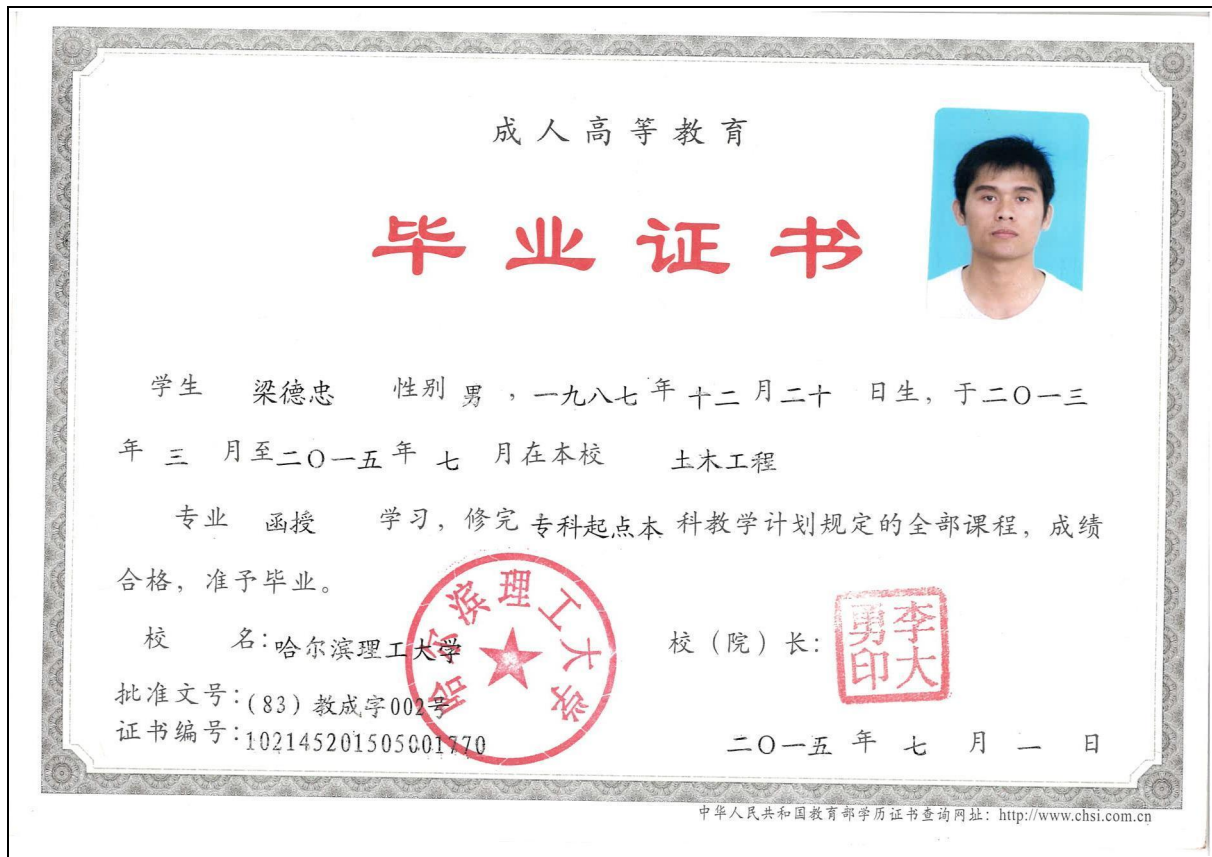 成人高等教育
毕业证书
学生 梁德忠 性别 男 ，一九八七 年 十二 月 二十 日生，于二〇一三
年 三 月至二〇一五 年 七 月在本校 土木工程
专业 函授 学习，修完 专科起点本 科教学计划规定的全部课程，成绩
合格，准予毕业。
校 名：哈尔滨理工大学
哈尔滨理工大学
校（院）长：
李大勇印
批准文号：(83) 教成字002号
证书编号：102145201505001770
二〇一五 年 七 月 一 日
中华人民共和国教育部学历证书查询网址：http://www.chsi.com.cn